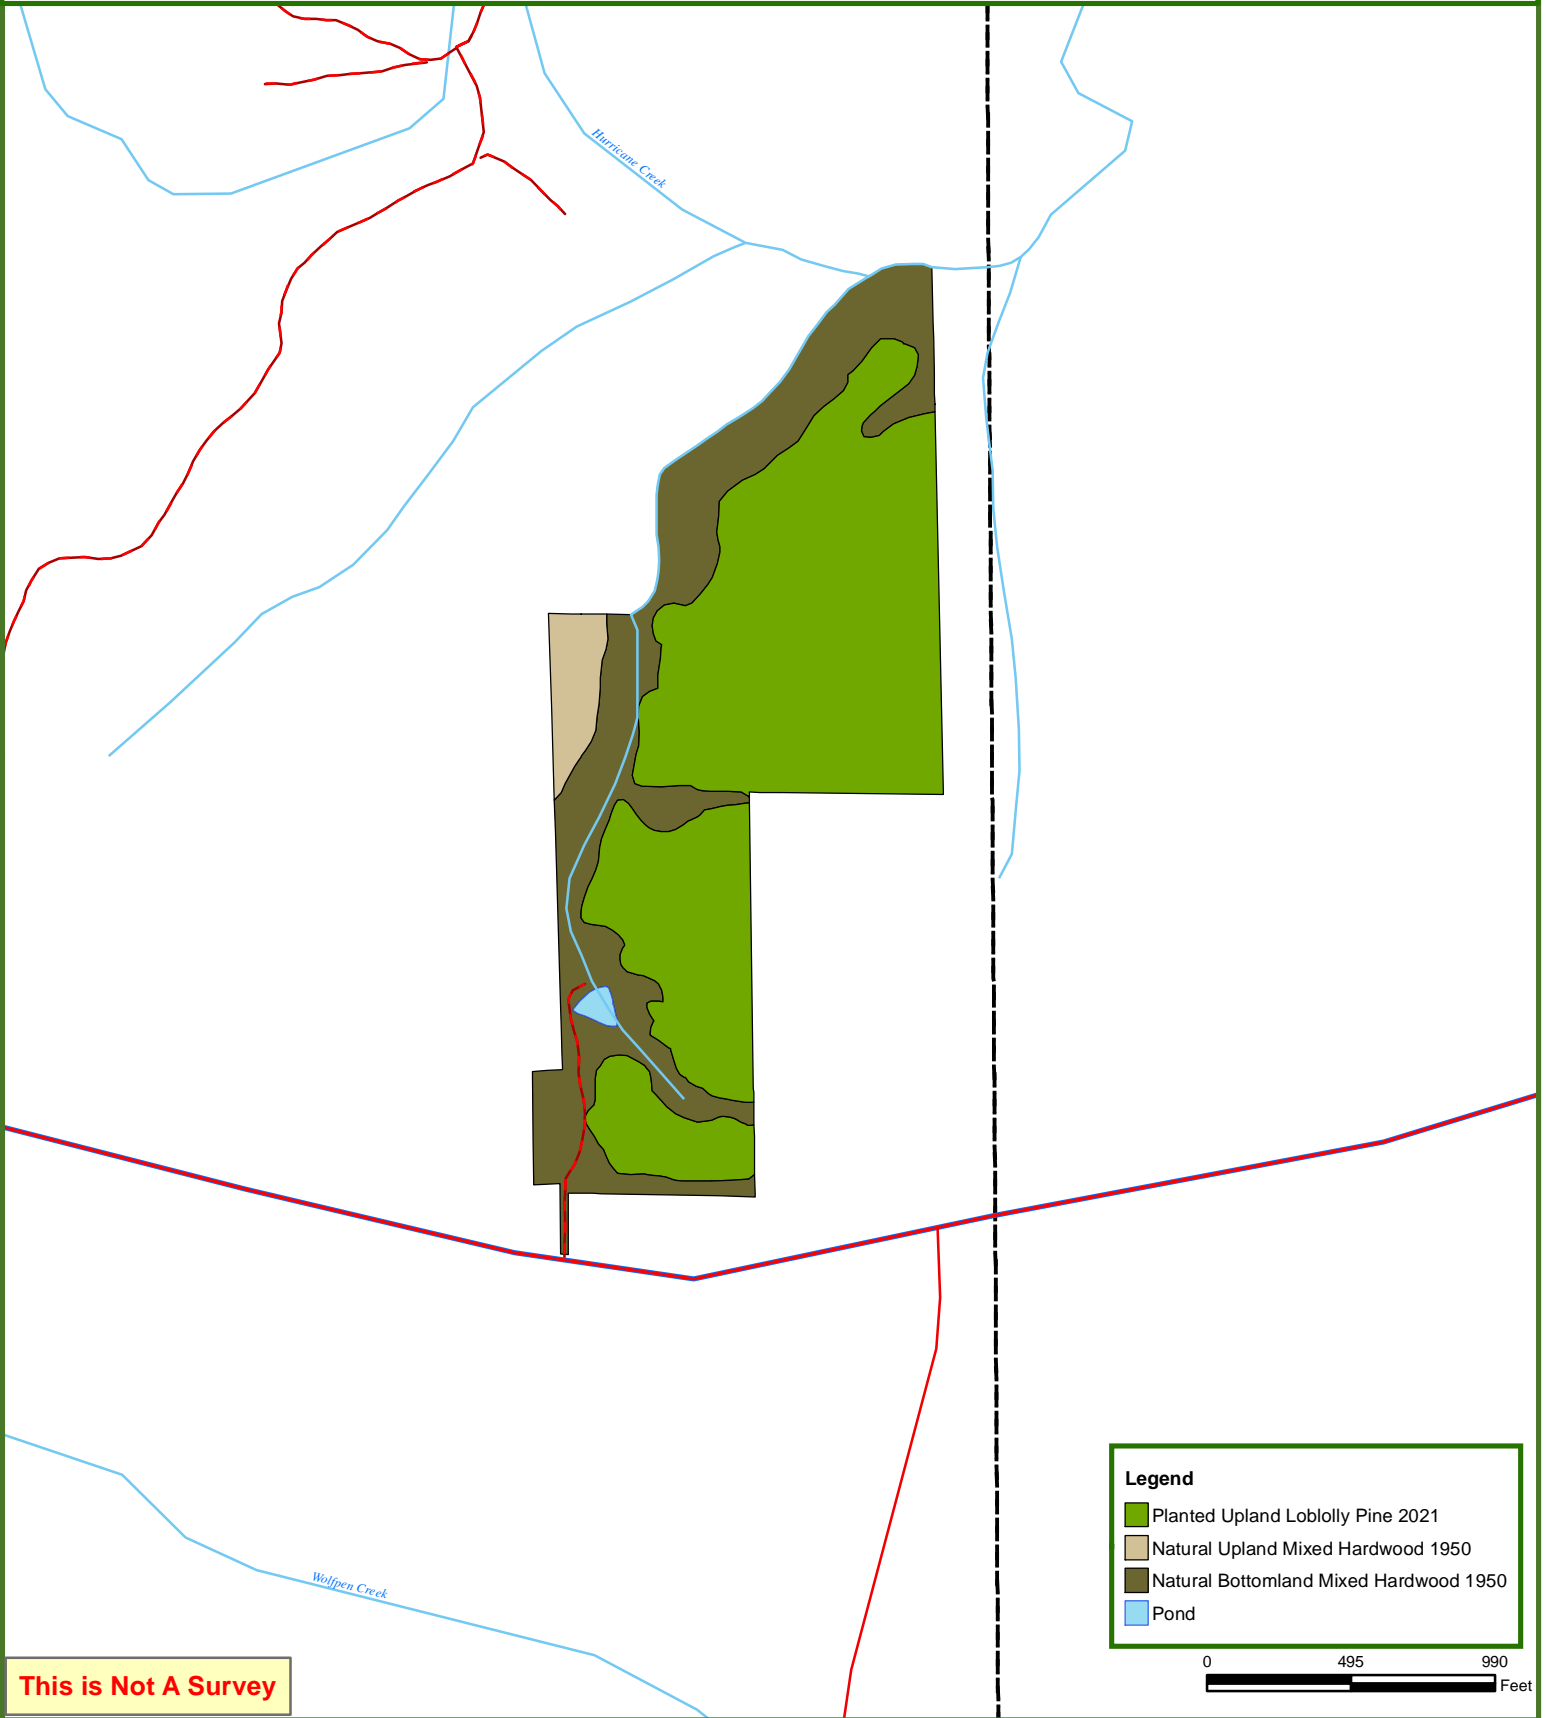 Hurricane Creek
Legend
Planted Upland Loblolly Pine 2021
Natural Upland Mixed Hardwood 1950
Natural Bottomland Mixed Hardwood 1950
Pond
Wolfpen Creek
0 495 990
Feet
This is Not A Survey